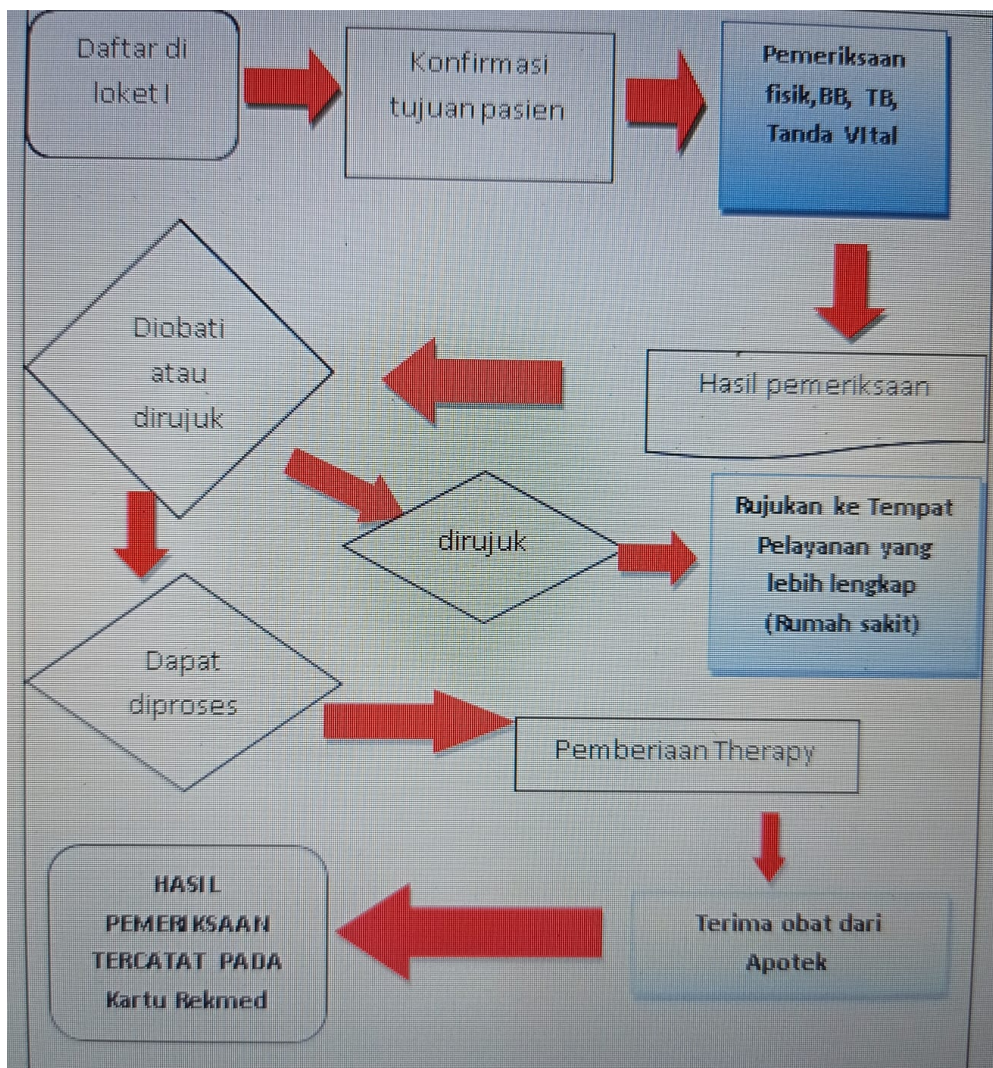 Daftar di
loket I
Konfirmasi
tujuan pasien
Pemeriksaan
fisik,BB, TB,
Tanda VItal
Hasil pemeriksaan
Diobati
atau
dirujuk
dirujuk
Rujukan ke Tempat
Pelayanan yang
lebih lengkap
(Rumah sakit)
Dapat
diproses
Pemberiaan Therapy
Terima obat dari
Apotek
HASIL
PEMERIKSAAN
TERCATAT PADA
Kartu Rekmed